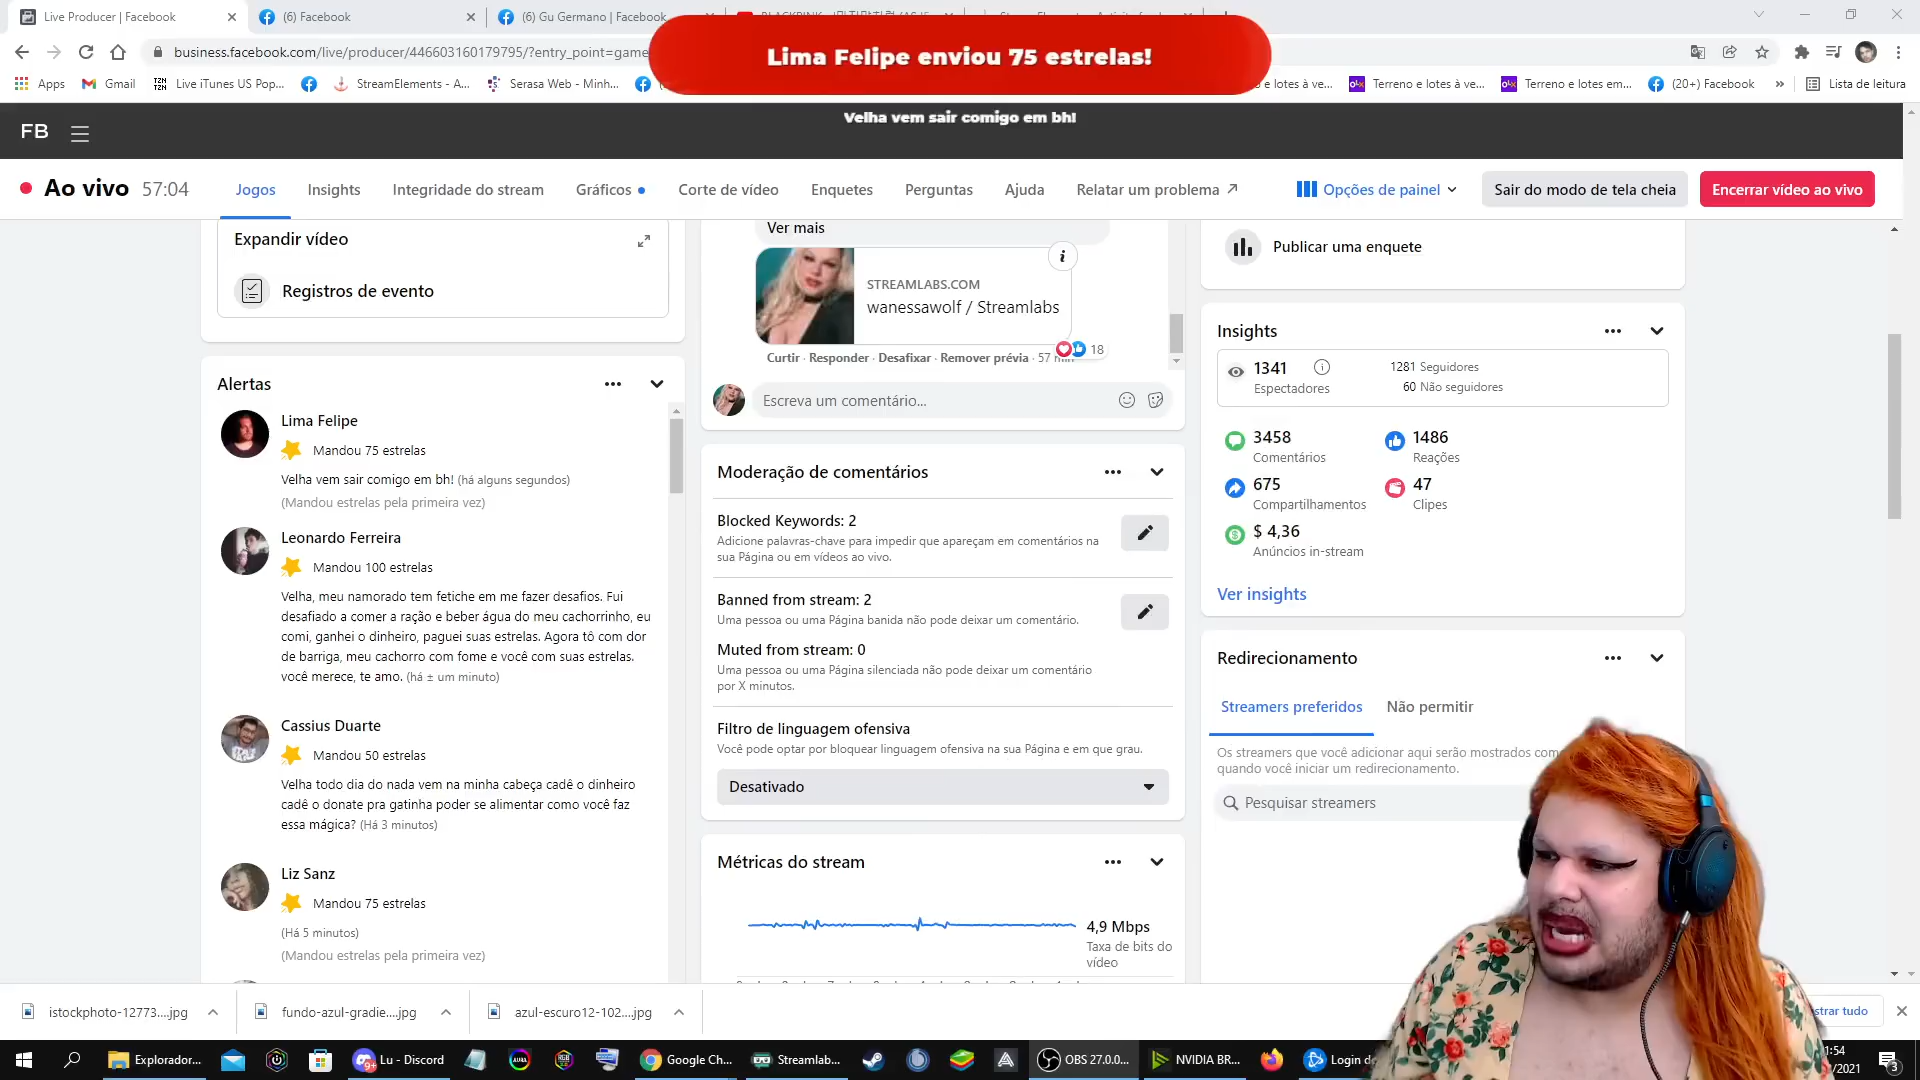 Live Producer | Facebook
(6) Facebook
(6) Gu Germano | Facebook
business.facebook.com/live/producer/446603160179795/?entry_point=game
Lima Felipe enviou 75 estrelas!
Apps
Gmail
Live iTunes US Pop...
StreamElements - A...
Serasa Web - Minh...
e lotes à ve...
Terreno e lotes à ve...
Terreno e lotes em...
(20+) Facebook
Lista de leitura
FB
Velha vem sair comigo em bh!
Ao vivo 57:04
Jogos
Insights
Integridade do stream
Gráficos
Corte de vídeo
Enquetes
Perguntas
Ajuda
Relatar um problema
Opções de painel
Sair do modo de tela cheia
Encerrar vídeo ao vivo
Expandir vídeo
Registros de evento
Alertas
Lima Felipe
Mandou 75 estrelas
Velha vem sair comigo em bh! (há alguns segundos)
(Mandou estrelas pela primeira vez)
Leonardo Ferreira
Mandou 100 estrelas
Velha, meu namorado tem fetiche em me fazer desafios. Fui
desafiado a comer a ração e beber água do meu cachorrinho, eu
comi, ganhei o dinheiro, paguei suas estrelas. Agora tô com dor
de barriga, meu cachorro com fome e você com suas estrelas.
você merece, te amo. (há ± um minuto)
Cassius Duarte
Mandou 50 estrelas
Velha todo dia do nada vem na minha cabeça cadê o dinheiro
cadê o donate pra gatinha poder se alimentar como você faz
essa mágica? (Há 3 minutos)
Liz Sanz
Mandou 75 estrelas
(Há 5 minutos)
(Mandou estrelas pela primeira vez)
Ver mais
STREAMLABS.COM
wanessawolf / Streamlabs
Curtir · Responder · Desafixar · Remover prévia · 57 min
18
Escreva um comentário...
Moderação de comentários
Blocked Keywords: 2
Adicione palavras-chave para impedir que apareçam em comentários na
sua Página ou em vídeos ao vivo.
Banned from stream: 2
Uma pessoa ou uma Página banida não pode deixar um comentário.
Muted from stream: 0
Uma pessoa ou uma Página silenciada não pode deixar um comentário
por X minutos.
Filtro de linguagem ofensiva
Você pode optar por bloquear linguagem ofensiva na sua Página e em que grau.
Desativado
Métricas do stream
4,9 Mbps
Taxa de bits do
vídeo
Publicar uma enquete
Insights
1341
Espectadores
1281 Seguidores
60 Não seguidores
3458
Comentários
1486
Reações
675
Compartilhamentos
47
Clipes
$ 4,36
Anúncios in-stream
Ver insights
Redirecionamento
Streamers preferidos
Não permitir
Os streamers que você adicionar aqui serão mostrados
quando você iniciar um redirecionamento.
Pesquisar streamers
istockphoto-12773....jpg
fundo-azul-gradie....jpg
azul-escuro12-102....jpg
strar tudo
Explorador...
Lu - Discord
Google Ch...
Streamlab...
OBS 27.0.0...
NVIDIA BR...
Login de
:54
/2021
3